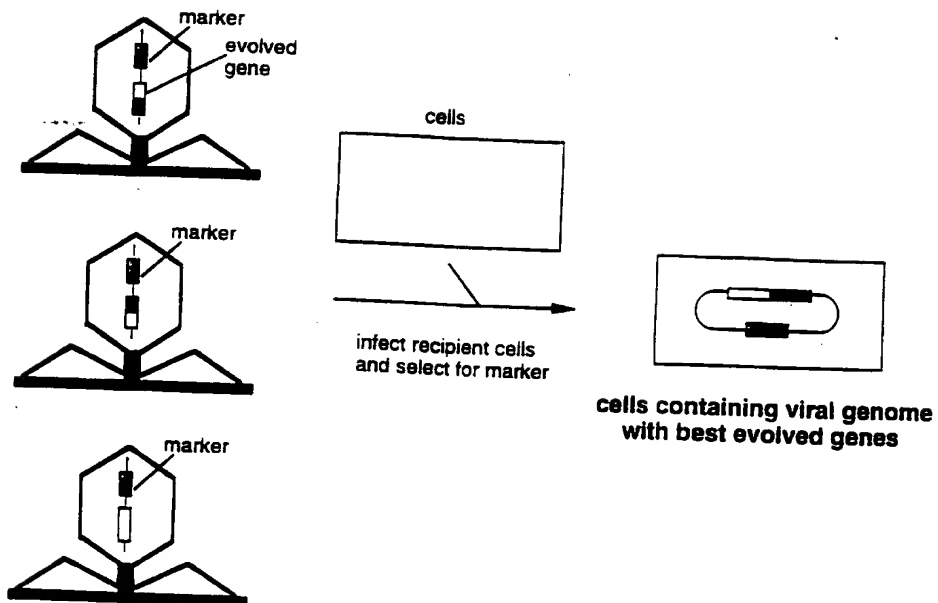 marker
evolved
gene
cells
marker
infect recipient cells
and select for marker
cells containing viral genome
with best evolved genes
marker